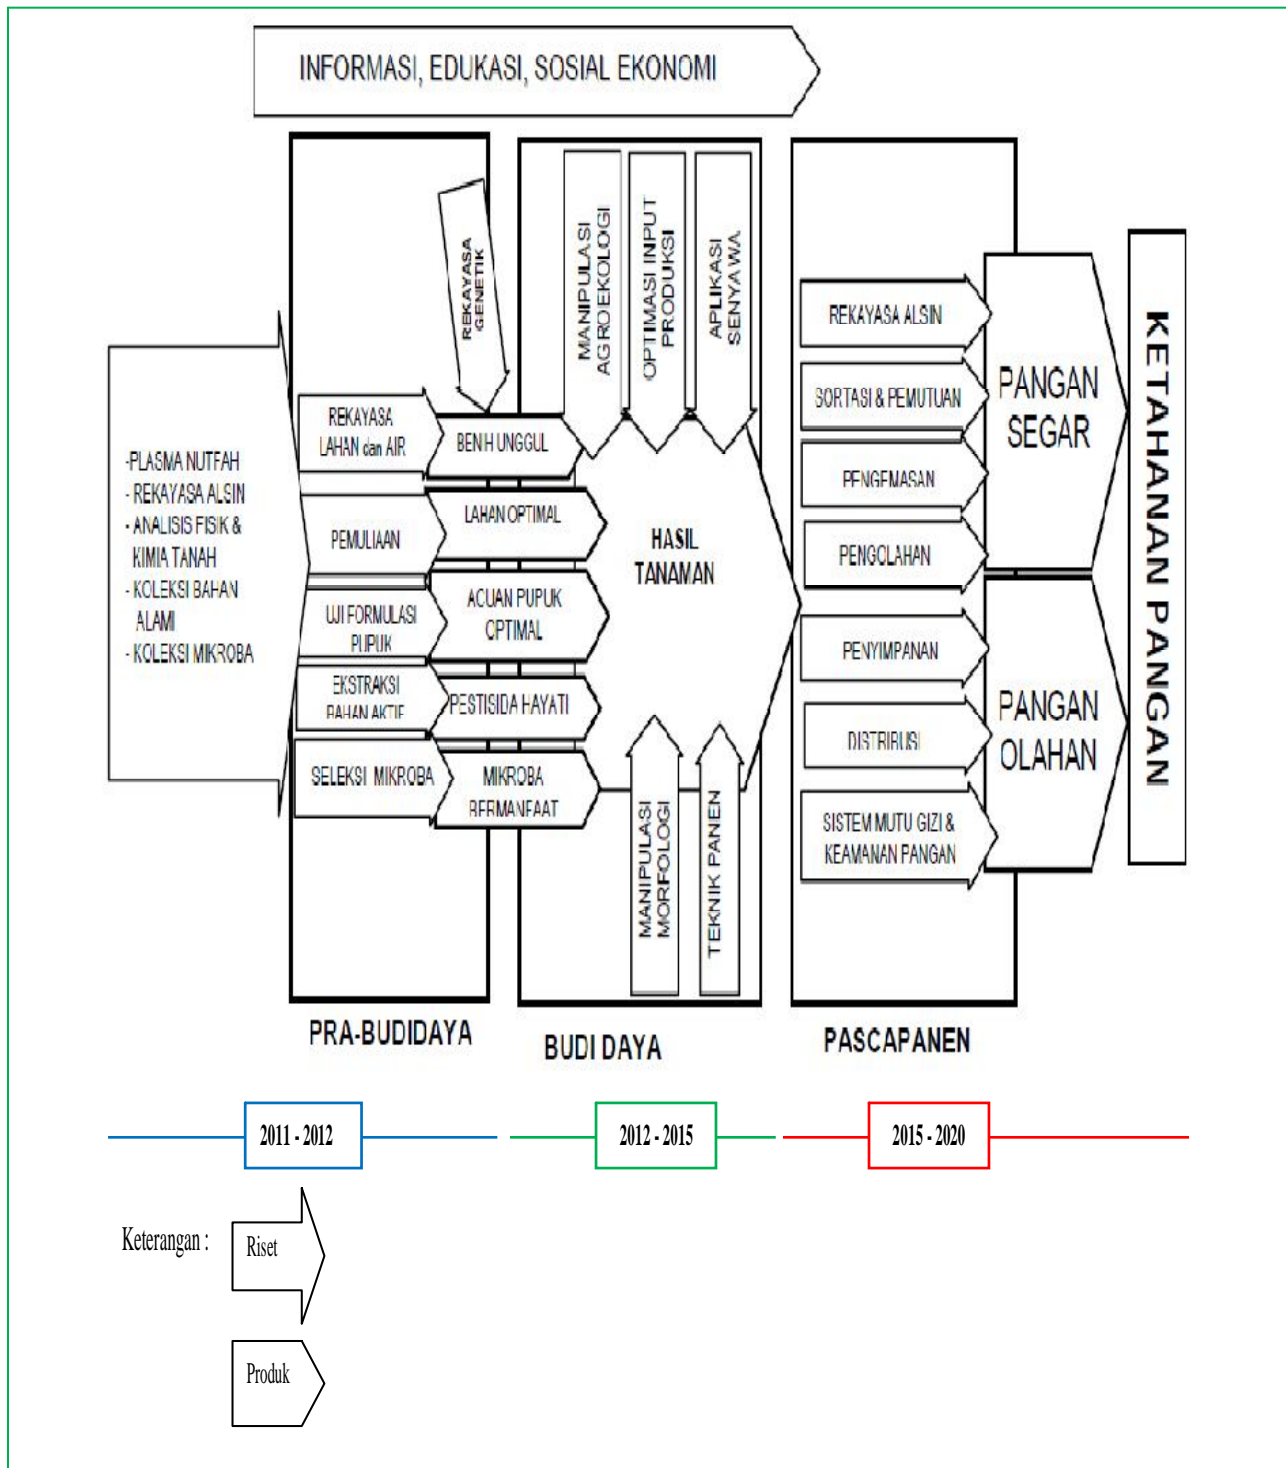 INFORMASI, EDUKASI, SOSIAL EKONOMI
-PLASMA NUTFAH
- REKAYASA ALSIN
- ANALISIS FISIK &
KIMIA TANAH
- KOLEKSI BAHAN
ALAMI
- KOLEKSI MIKROBA
REKAYASA
GENETIK
REKAYASA
LAHAN dan AIR
PEMULIAAN
UJI FORMULASI
PUPUK
EKSTRAKSI
BAHAN AKTIF
SELEKSI MIKROBA
BENIH UNGGUL
LAHAN OPTIMAL
ACUAN PUPUK
OPTIMAL
PESTISIDA HAYATI
MIKROBA
BERMANFAAT
MANIPULASI
AGROEKOLOGI
OPTIMASI INPUT
PRODUKSI
APLIKASI
SENYAWA
HASIL
TANAMAN
MANIPULASI
MORFOLOGI
TEKNIK PANEN
REKAYASA ALSIN
SORTASI & PEMUTUAN
PENGEMASAN
PENGOLAHAN
PENYIMPANAN
DISTRIBUSI
SISTEM MUTU GIZI &
KEAMANAN PANGAN
PANGAN
SEGAR
PANGAN
OLAHAN
KETAHANAN PANGAN
PRA-BUDIDAYA
BUDI DAYA
PASCAPANEN
2011 - 2012
2012 - 2015
2015 - 2020
Keterangan :
Riset
Produk